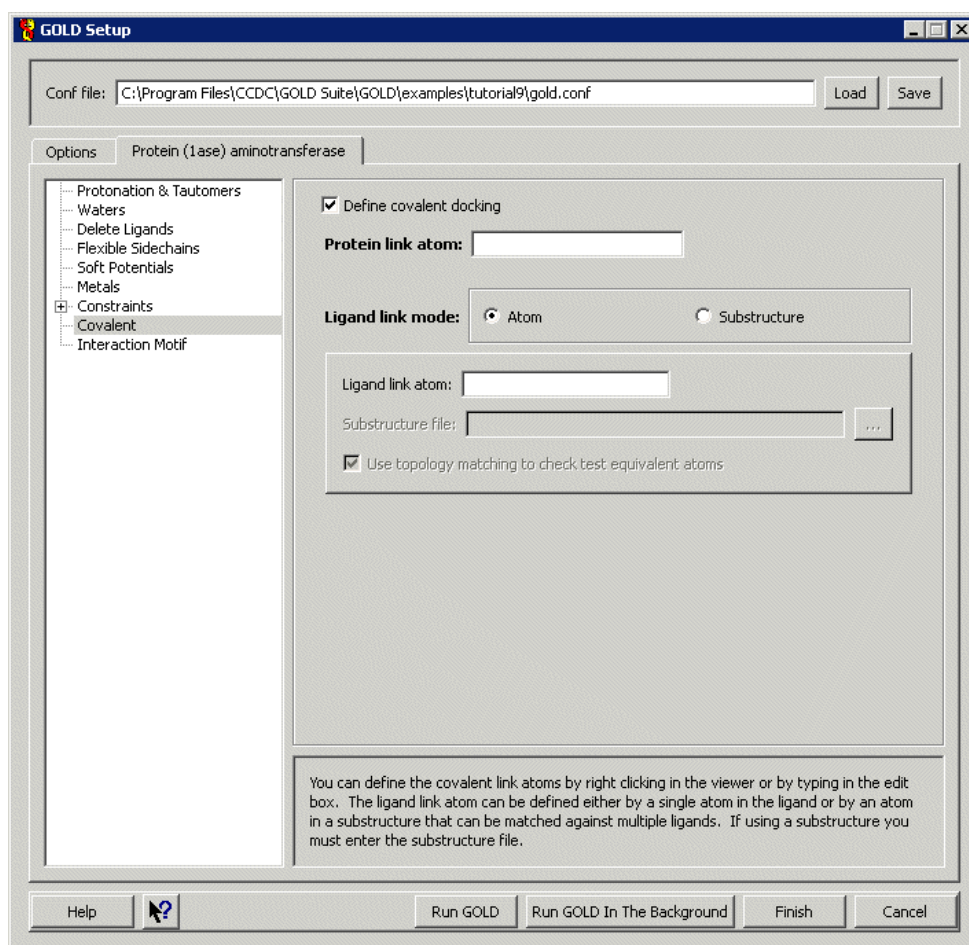 GOLD Setup
Conf file: C:\Program Files\CCDC\GOLD Suite\GOLD\examples\tutorial9\gold.conf Load Save
Options Protein (1ase) aminotransferase
Protonation & Tautomers
Waters
Delete Ligands
Flexible Sidechains
Soft Potentials
Metals
Constraints
Covalent
Interaction Motif
Define covalent docking
Protein link atom:
Ligand link mode: Atom Substructure
Ligand link atom:
Substructure file: ...
Use topology matching to check test equivalent atoms
You can define the covalent link atoms by right clicking in the viewer or by typing in the edit
box. The ligand link atom can be defined either by a single atom in the ligand or by an atom
in a substructure that can be matched against multiple ligands. If using a substructure you
must enter the substructure file.
Help ? Run GOLD Run GOLD In The Background Finish Cancel